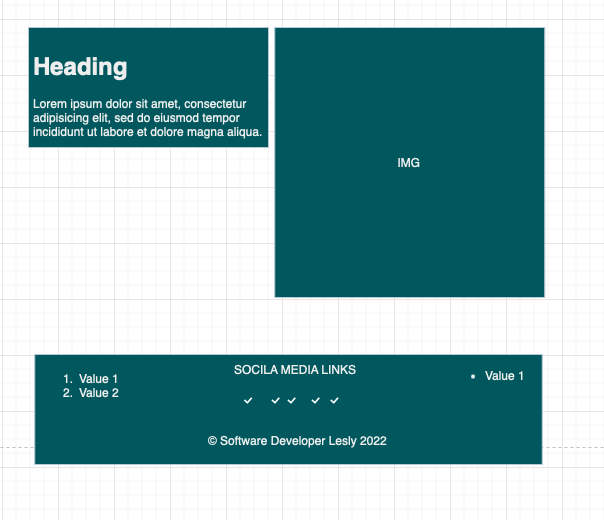 Heading
Lorem ipsum dolor sit amet, consectetur
adipisicing elit, sed do eiusmod tempor
incididunt ut labore et dolore magna aliqua.
IMG
1. Value 1
2. Value 2
SOCILA MEDIA LINKS
• Value 1
© Software Developer Lesly 2022